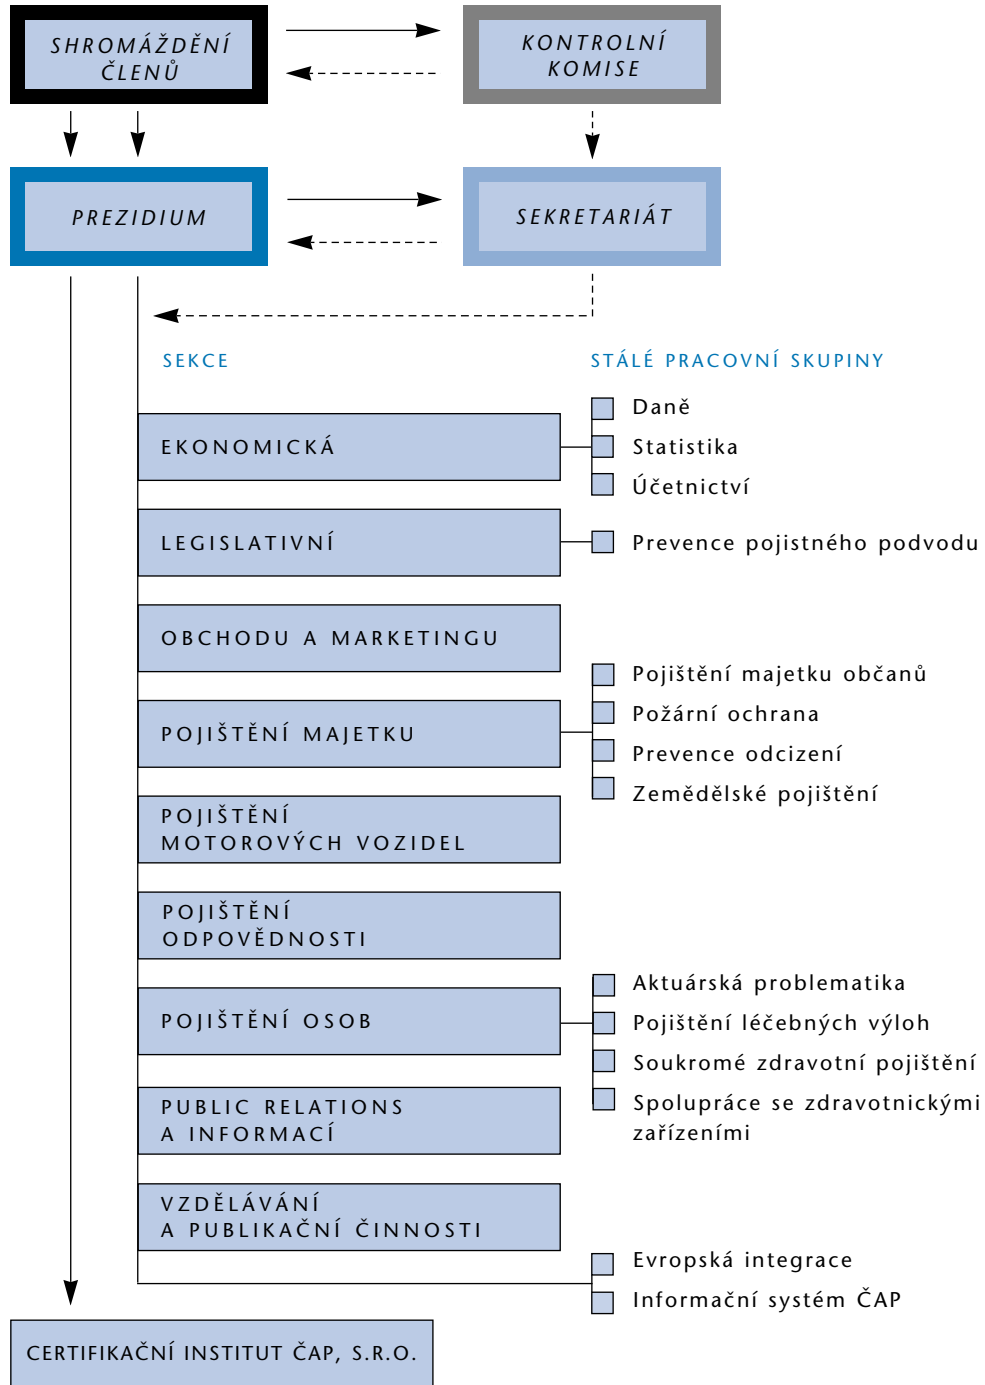 SHROMÁŽDĚNÍ
ČLENŮ
KONTROLNÍ
KOMISE
PREZIDIUM
SEKRETARIÁT
SEKCE
STÁLÉ PRACOVNÍ SKUPINY
EKONOMICKÁ
Daně
Statistika
Účetnictví
LEGISLATIVNÍ
Prevence pojistného podvodu
OBCHODU A MARKETINGU
POJIŠTĚNÍ MAJETKU
Pojištění majetku občanů
Požární ochrana
Prevence odcizení
Zemědělské pojištění
POJIŠTĚNÍ
MOTOROVÝCH VOZIDEL
POJIŠTĚNÍ
ODPOVĚDNOSTI
POJIŠTĚNÍ OSOB
Aktuárská problematika
Pojištění léčebných výloh
Soukromé zdravotní pojištění
Spolupráce se zdravotnickými
zařízeními
PUBLIC RELATIONS
A INFORMACÍ
VZDĚLÁVÁNÍ
A PUBLIKAČNÍ ČINNOSTI
Evropská integrace
Informační systém ČAP
CERTIFIKAČNÍ INSTITUT ČAP, S.R.O.